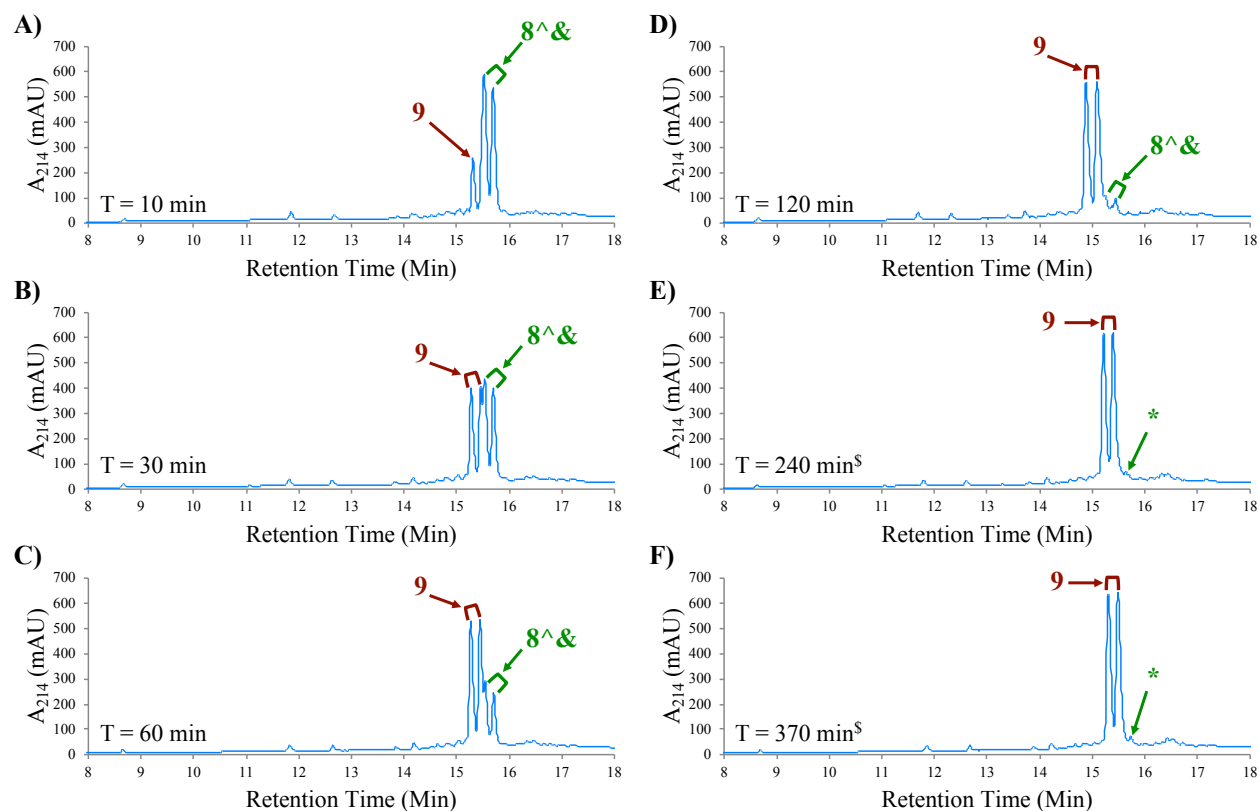 A)
8^&
9
A214 (mAU)
700
600
500
400
300
200
100
0
T = 10 min
8 9 10 11 12 13 14 15 16 17 18
Retention Time (Min)
B)
8^&
9
A214 (mAU)
700
600
500
400
300
200
100
0
T = 30 min
8 9 10 11 12 13 14 15 16 17 18
Retention Time (Min)
C)
9
8^&
A214 (mAU)
700
600
500
400
300
200
100
0
T = 60 min
8 9 10 11 12 13 14 15 16 17 18
Retention Time (Min)
D)
9
8^&
A214 (mAU)
700
600
500
400
300
200
100
0
T = 120 min
8 9 10 11 12 13 14 15 16 17 18
Retention Time (Min)
E)
9
*
A214 (mAU)
700
600
500
400
300
200
100
0
T = 240 min$
8 9 10 11 12 13 14 15 16 17 18
Retention Time (Min)
F)
9
*
A214 (mAU)
700
600
500
400
300
200
100
0
T = 370 min$
8 9 10 11 12 13 14 15 16 17 18
Retention Time (Min)